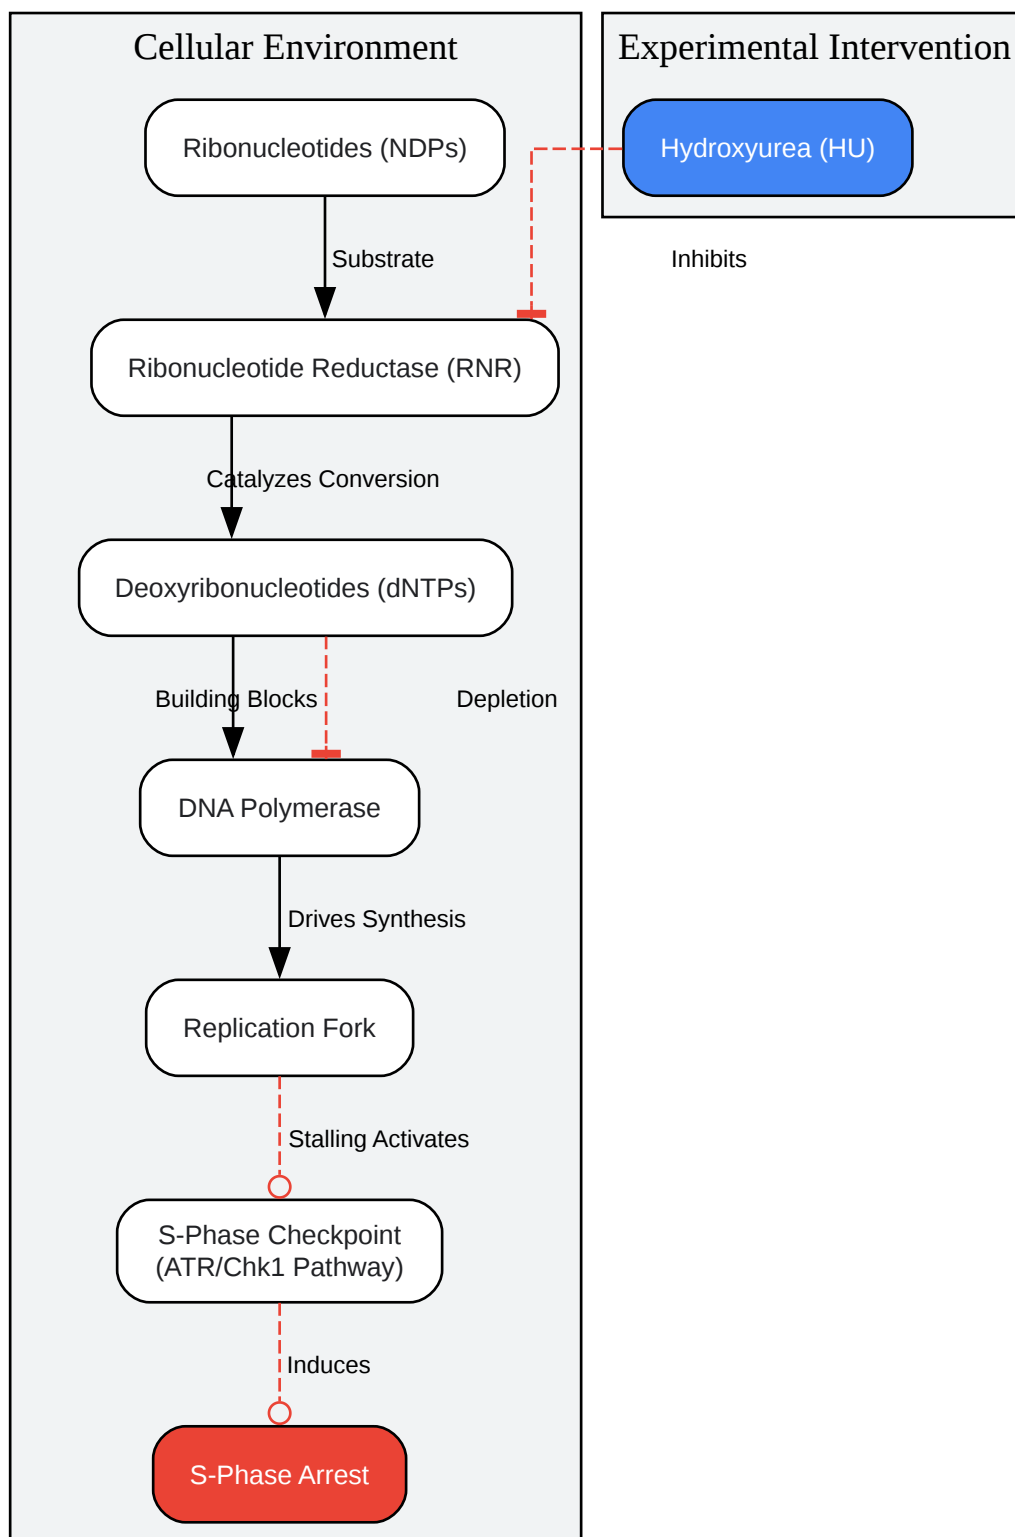 Cellular Environment
Experimental Intervention
Ribonucleotides (NDPs)
Hydroxyurea (HU)
Substrate
Inhibits
Ribonucleotide Reductase (RNR)
Catalyzes Conversion
Deoxyribonucleotides (dNTPs)
Building Blocks
Depletion
DNA Polymerase
Drives Synthesis
Replication Fork
Stalling Activates
S-Phase Checkpoint
(ATR/Chk1 Pathway)
Induces
S-Phase Arrest